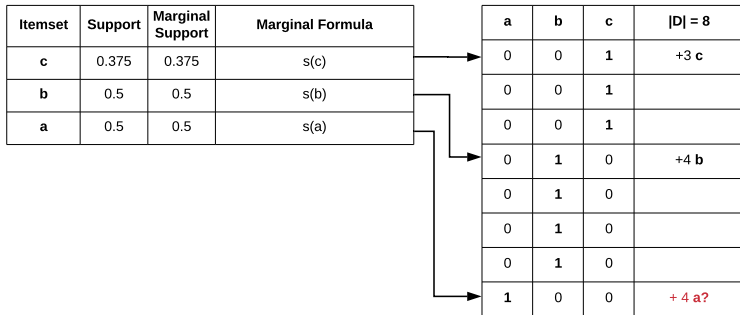 Itemset Support Marginal Support Marginal Formula
c 0.375 0.375 s(c)
b 0.5 0.5 s(b)
a 0.5 0.5 s(a)
a b c |D| = 8
0 0 1 +3 c
0 0 1
0 0 1
0 1 0 +4 b
0 1 0
0 1 0
0 1 0
1 0 0 + 4 a?